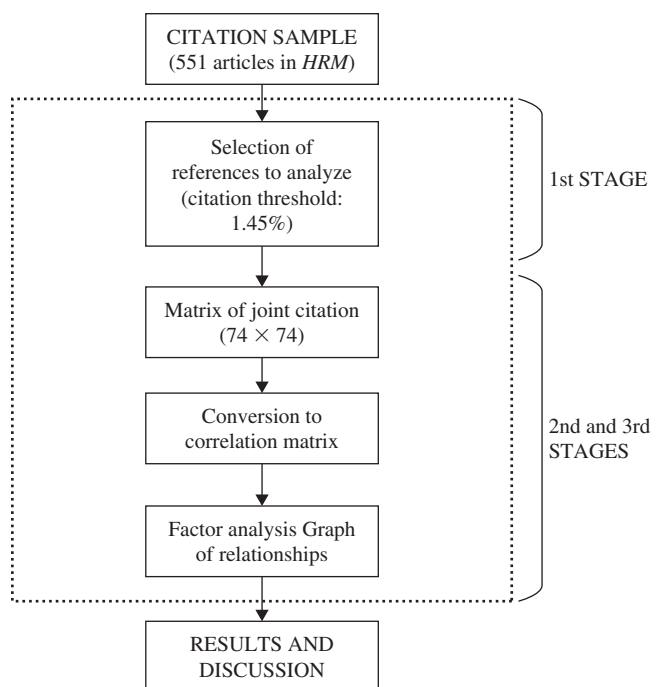 CITATION SAMPLE
(551 articles in HRM)
Selection of
references to analyze
(citation threshold:
1.45%)
1st STAGE
Matrix of joint citation
(74 × 74)
Conversion to
correlation matrix
2nd and 3rd
STAGES
Factor analysis Graph
of relationships
RESULTS AND
DISCUSSION